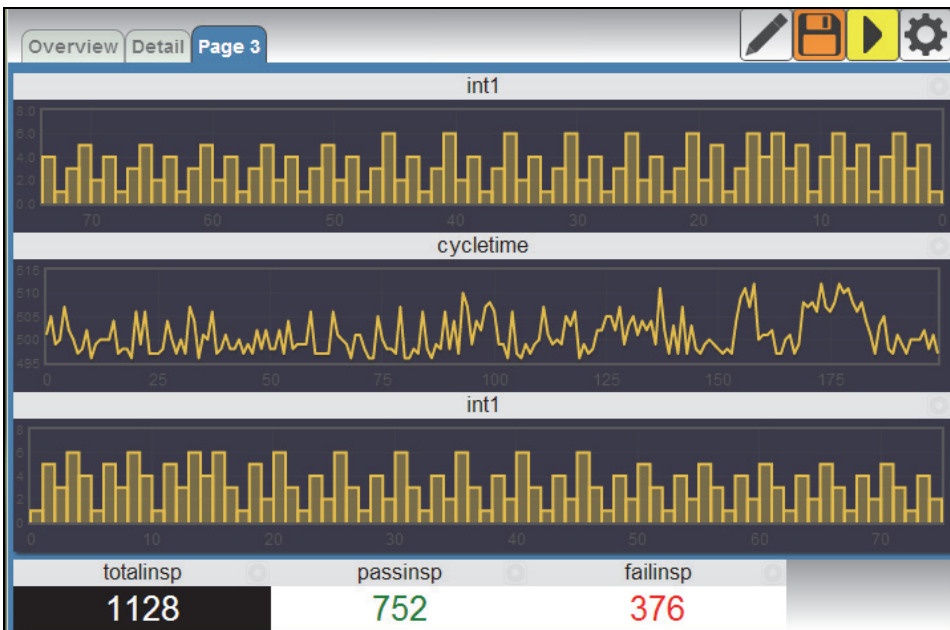 Overview Detail Page 3
int1
8.0
6.0
4.0
2.0
0.0
70 60 50 40 30 20 10 0
cycletime
515
510
505
500
495
0 25 50 75 100 125 150 175
int1
8
6
4
2
0
0 10 20 30 40 50 60 70
totalinsp passinsp failinsp
1128 752 376